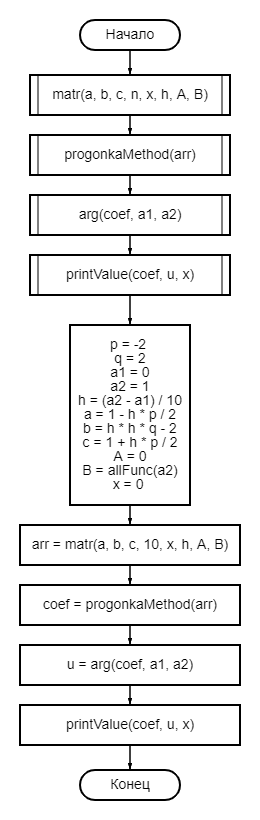 Начало
matr(a, b, c, n, x, h, A, B)
progonkaMethod(arr)
arg(coef, a1, a2)
printValue(coef, u, x)
p = -2
q = 2
a1 = 0
a2 = 1
h = (a2 - a1) / 10
a = 1 - h * p / 2
b = h * h * q - 2
c = 1 + h * p / 2
A = 0
B = allFunc(a2)
x = 0
arr = matr(a, b, c, 10, x, h, A, B)
coef = progonkaMethod(arr)
u = arg(coef, a1, a2)
printValue(coef, u, x)
Конец